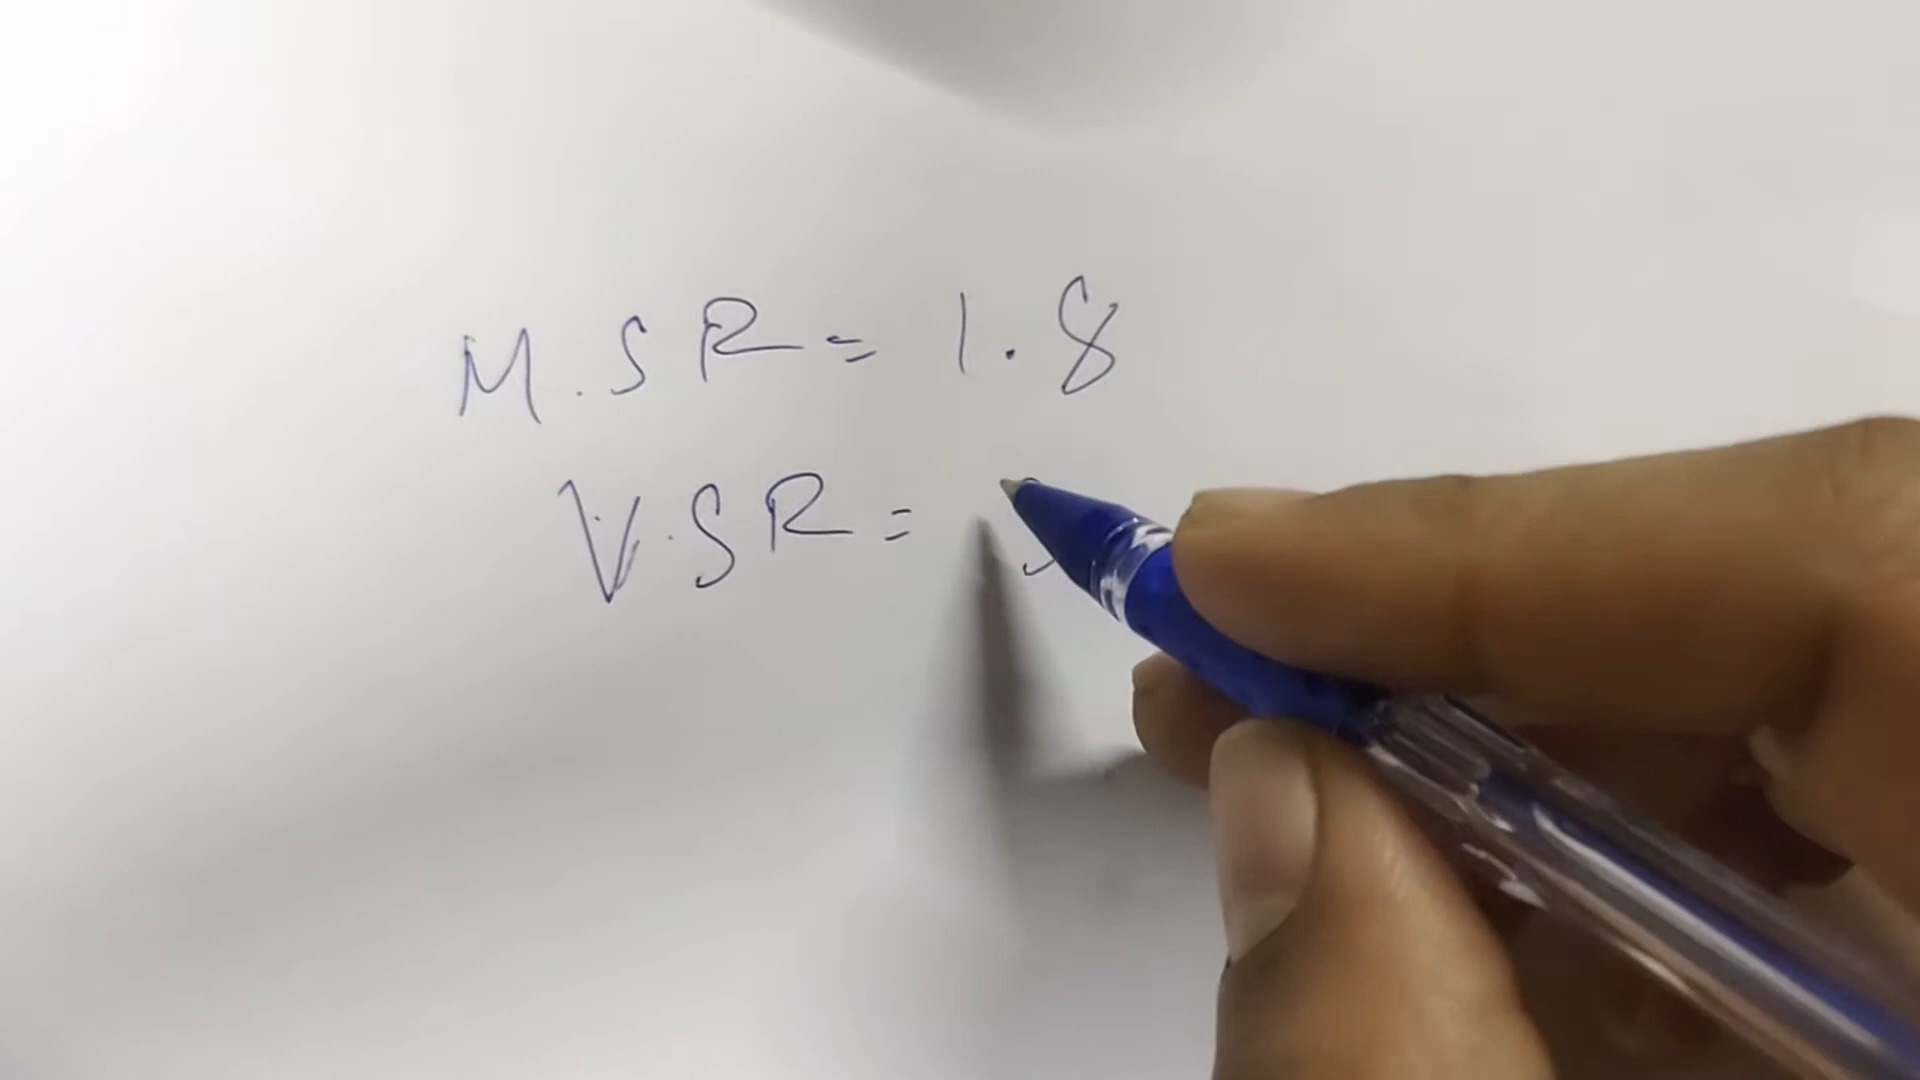 M.SR = 1.8
V.SR =